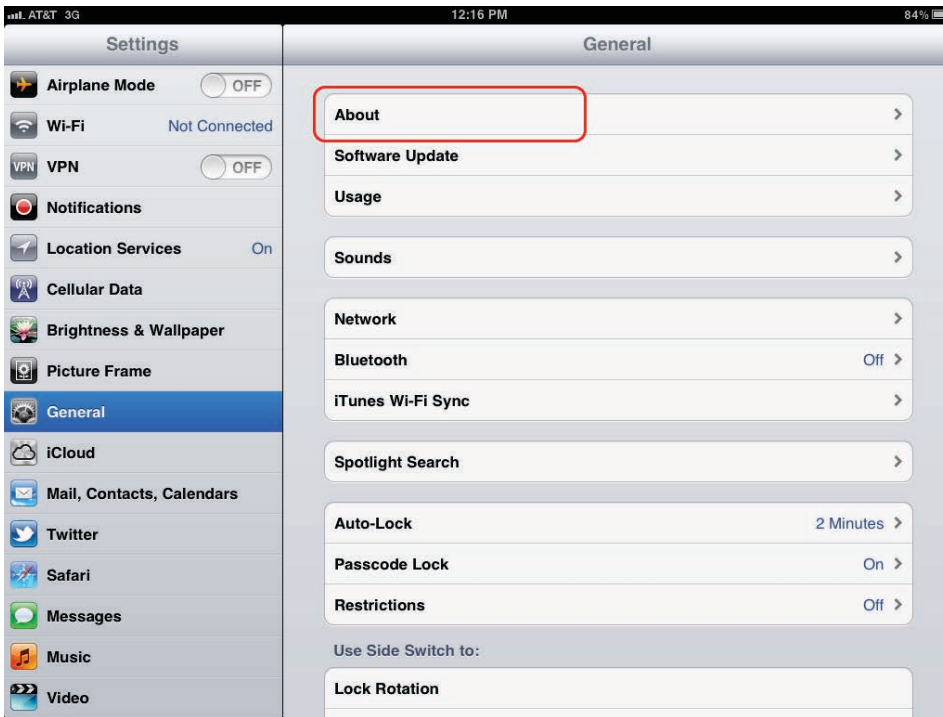 AT&T 3G 12:16 PM 84%
Settings
Airplane Mode OFF
Wi-Fi Not Connected
VPN VPN OFF
Notifications
Location Services On
Cellular Data
Brightness & Wallpaper
Picture Frame
General
iCloud
Mail, Contacts, Calendars
Twitter
Safari
Messages
Music
Video
General
About
Software Update
Usage
Sounds
Network
Bluetooth Off
iTunes Wi-Fi Sync
Spotlight Search
Auto-Lock 2 Minutes
Passcode Lock On
Restrictions Off
Use Side Switch to:
Lock Rotation